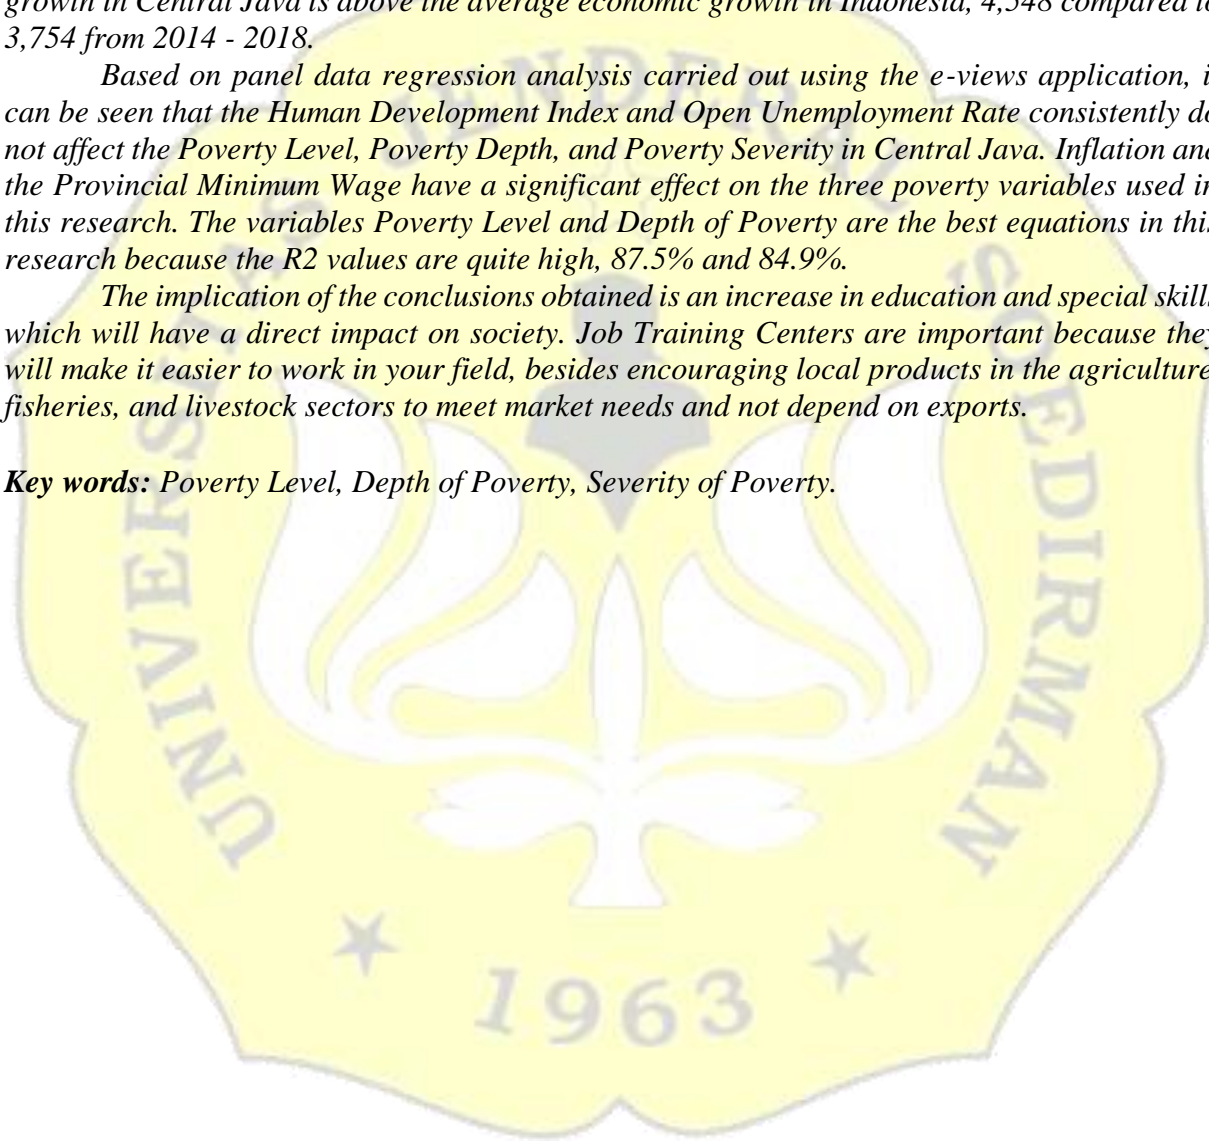 growth in Central Java is above the average economic growth in Indonesia, 4,548 compared to
3,754 from 2014 - 2018.
Based on panel data regression analysis carried out using the e-views application,
can be seen that the Human Development Index and Open Unemployment Rate consistently do
not affect the Poverty Level, Poverty Depth, and Poverty Severity in Central Java. Inflation and
the Provincial Minimum Wage have a significant effect on the three poverty variables used in
this research. The variables Poverty Level and Depth of Poverty are the best equations in this
research because the R2 values are quite high, 87.5% and 84.9%.
The implication of the conclusions obtained is an increase in education and special skills
which will have a direct impact on society. Job Training Centers are important because they
will make it easier to work in your field, besides encouraging local products in the agriculture,
fisheries, and livestock sectors to meet market needs and not depend on exports.
Key words: Poverty Level, Depth of Poverty, Severity of Poverty.
UNIVERSITAS JENDERAL SOEDIRMAN
1963